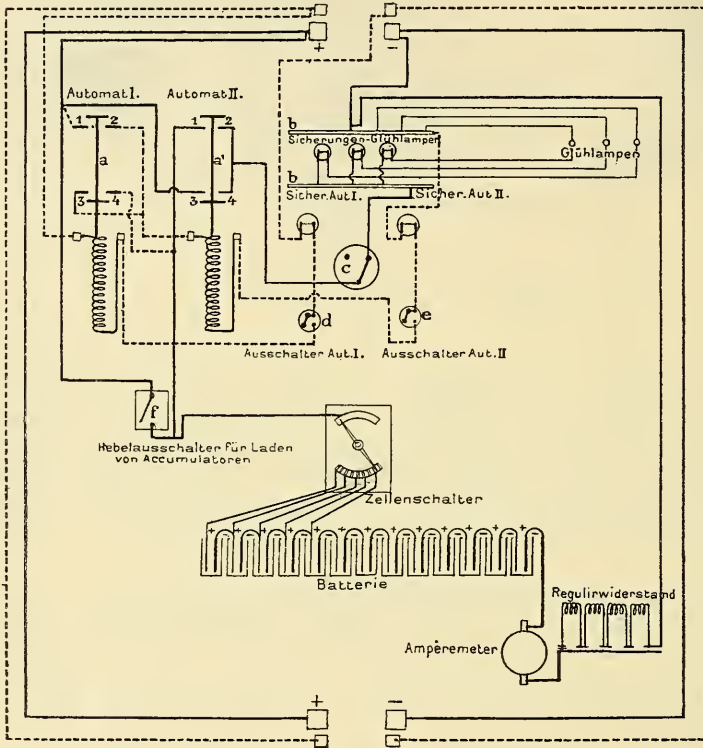 + −
Automat I. Automat II.
1 2 1 2
a a'
3 4 3 4
b
Sicherungen-Glühlampen
Glühlampen
b
Sicher. Aut I. Sicher. Aut II.
c
d e
Ausschalter Aut. I. Ausschalter Aut. II
f
Hebelausschalter für Laden
von Accumulatoren
Zellenschalter
+ − + − + − + − + − + − + − + − + − + − + − + − + −
Batterie
Regulirwiderstand
Ampèremeter
+ −